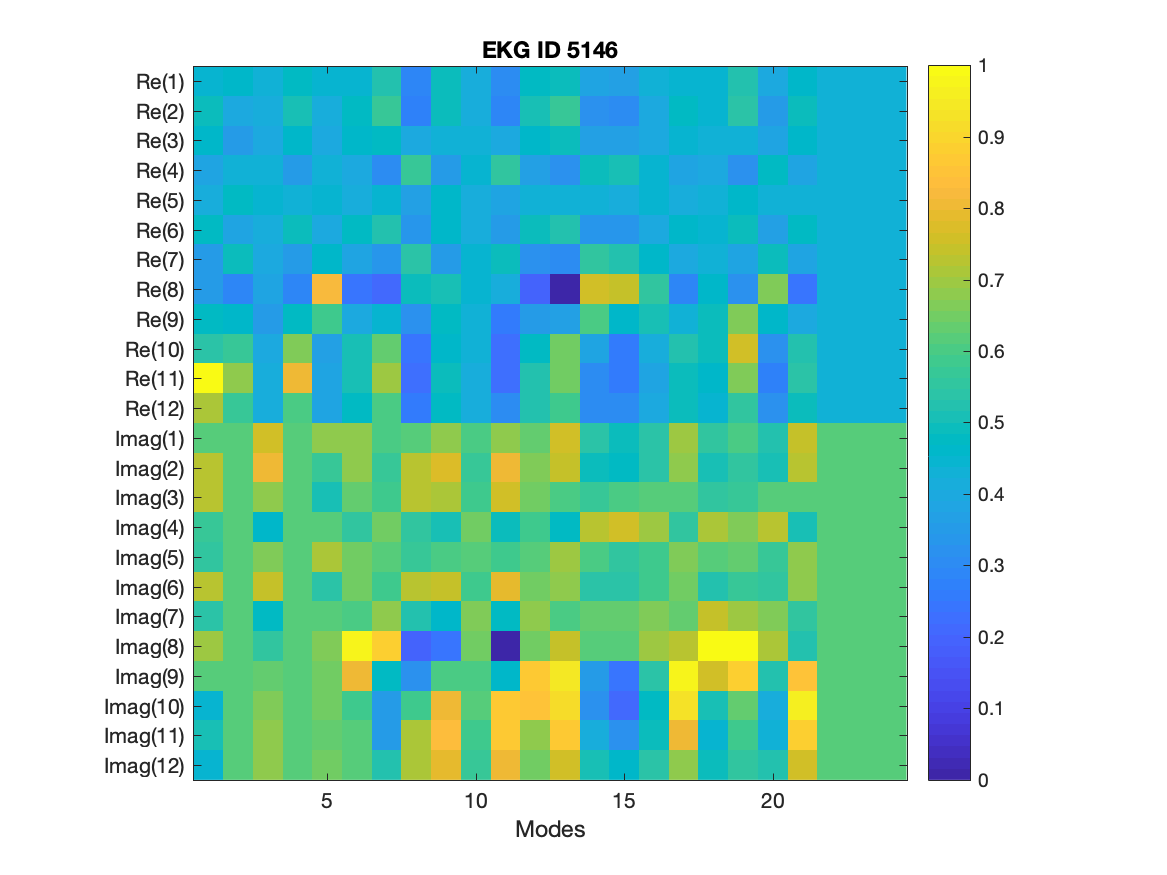 EKG ID 5146
Re(1)
Re(2)
Re(3)
Re(4)
Re(5)
Re(6)
Re(7)
Re(8)
Re(9)
Re(10)
Re(11)
Re(12)
Imag(1)
Imag(2)
Imag(3)
Imag(4)
Imag(5)
Imag(6)
Imag(7)
Imag(8)
Imag(9)
Imag(10)
Imag(11)
Imag(12)
5 10 15 20
Modes
1
0.9
0.8
0.7
0.6
0.5
0.4
0.3
0.2
0.1
0